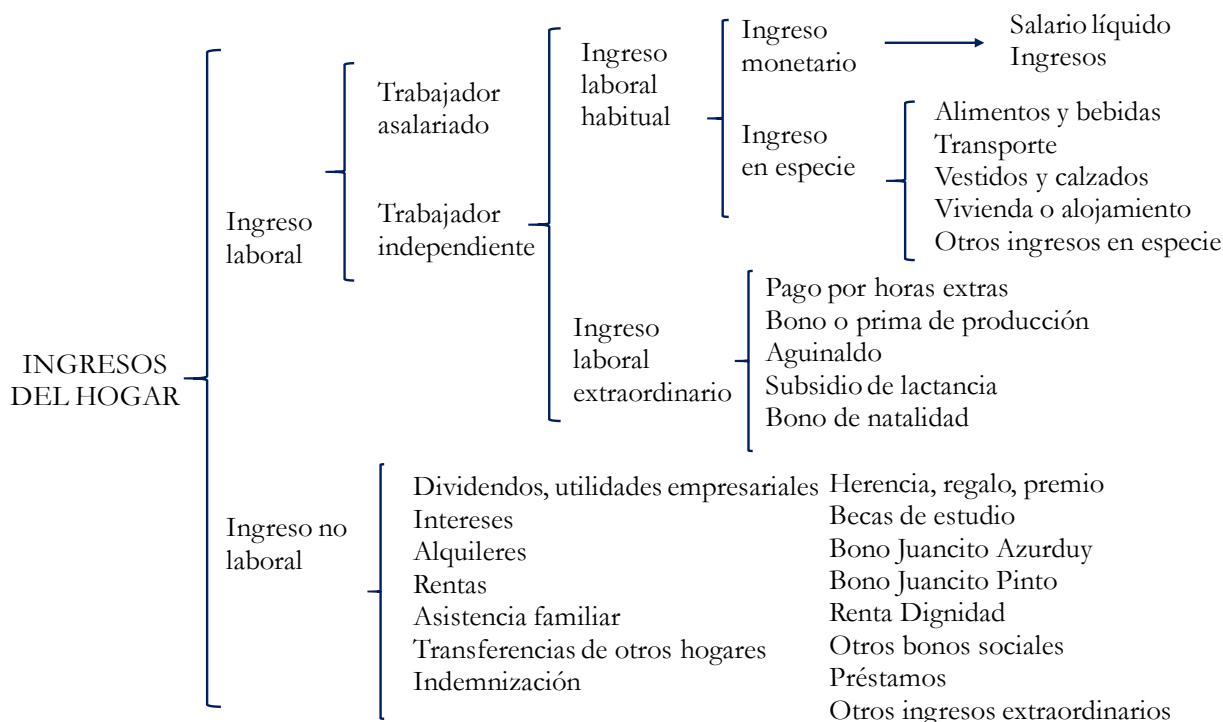 INGRESOS
DEL HOGAR
Ingreso
laboral
Trabajador
asalariado
Trabajador
independiente
Ingreso
laboral
habitual
Ingreso
monetario
Salario líquido
Ingresos
Ingreso
en especie
Alimentos y bebidas
Transporte
Vestidos y calzados
Vivienda o alojamiento
Otros ingresos en especie
Ingreso
laboral
extraordinario
Pago por horas extras
Bono o prima de producción
Aguinaldo
Subsidio de lactancia
Bono de natalidad
Ingreso no
laboral
Dividendos, utilidades empresariales
Intereses
Alquileres
Rentas
Asistencia familiar
Transferencias de otros hogares
Indemnización
Herencia, regalo, premio
Becas de estudio
Bono Juancito Azurduy
Bono Juancito Pinto
Renta Dignidad
Otros bonos sociales
Préstamos
Otros ingresos extraordinarios